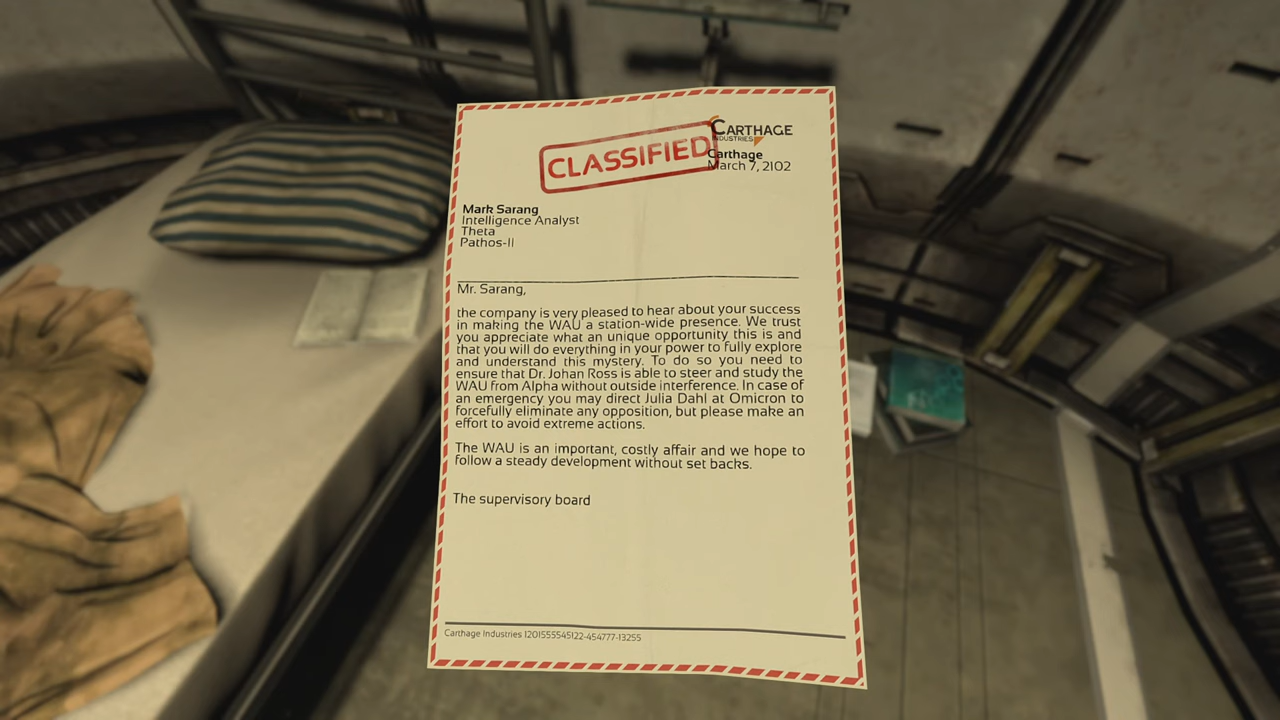 CARTHAGE
INDUSTRIES
CLASSIFIED
Carthage
March 7, 2102
Mark Sarang
Intelligence Analyst
Theta
Pathos-II
Mr. Sarang,
the company is very pleased to hear about your success
in making the WAU a station-wide presence. We trust
you appreciate what an unique opportunity this is and
that you will do everything in your power to fully explore
and understand this mystery. To do so you need to
ensure that Dr. Johan Ross is able to steer and study the
WAU from Alpha without outside interference. In case of
an emergency you may direct Julia Dahl at Omicron to
forcefully eliminate any opposition, but please make an
effort to avoid extreme actions.
The WAU is an important, costly affair and we hope to
follow a steady development without set backs.
The supervisory board
Carthage Industries 1201555545122-454777-13255